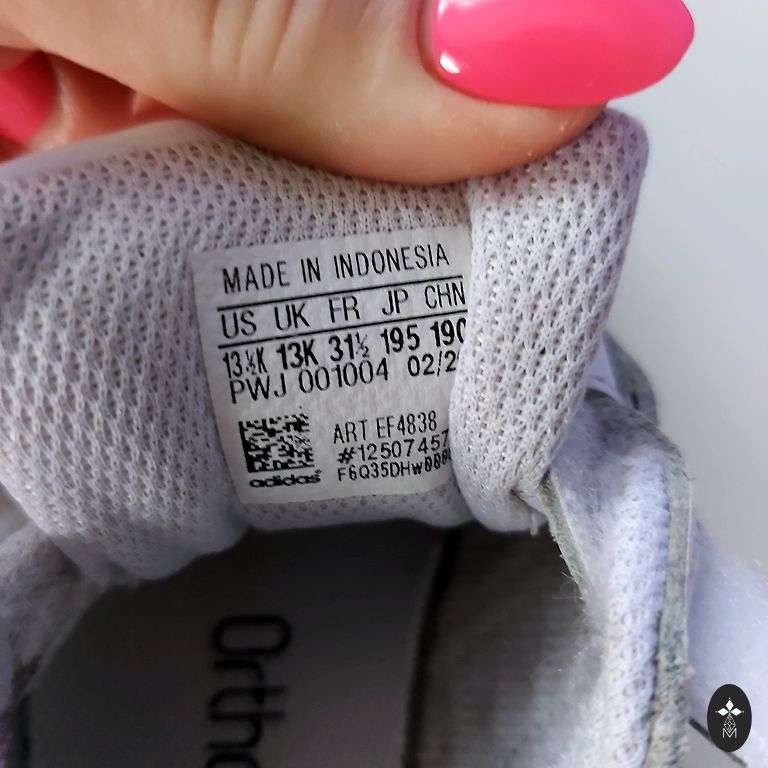 MADE IN INDONESIA
US UK FR JP CHN
13½K 13K 31½ 195 190
PWJ 001004 02/2
ART EF4838
#12507457
F6Q35DHW
adidas
Ortho
M